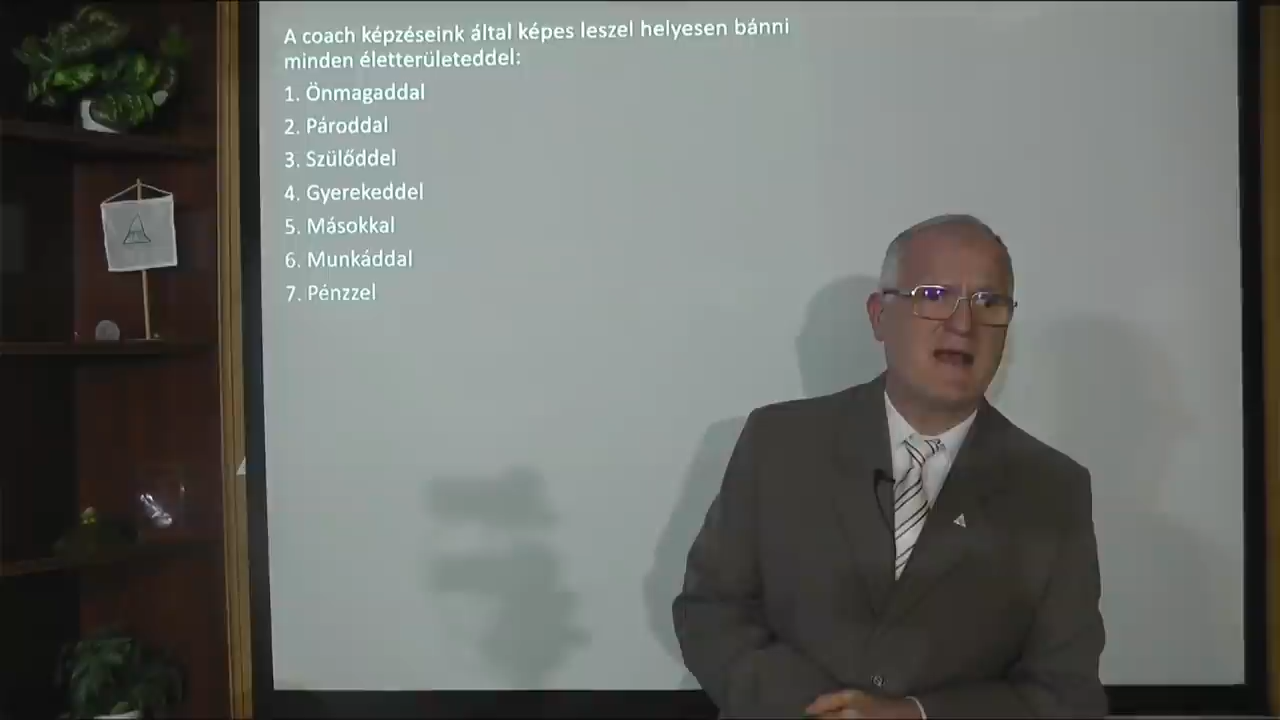 A coach képzéseink által képes leszel helyesen bánni
minden életterületeddel:
1. Önmagaddal
2. Pároddal
3. Szülőddel
4. Gyerekeddel
5. Másokkal
6. Munkáddal
7. Pénzzel